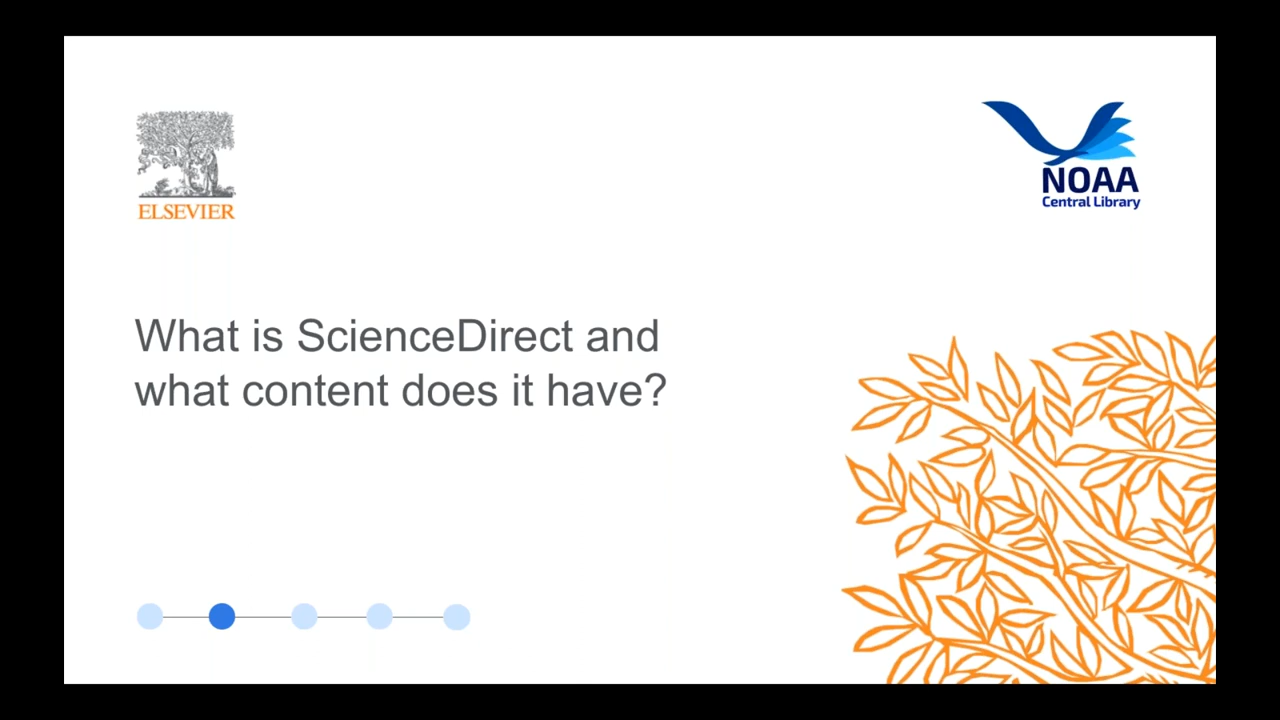 ELSEVIER
NOAA
Central Library
What is ScienceDirect and
what content does it have?